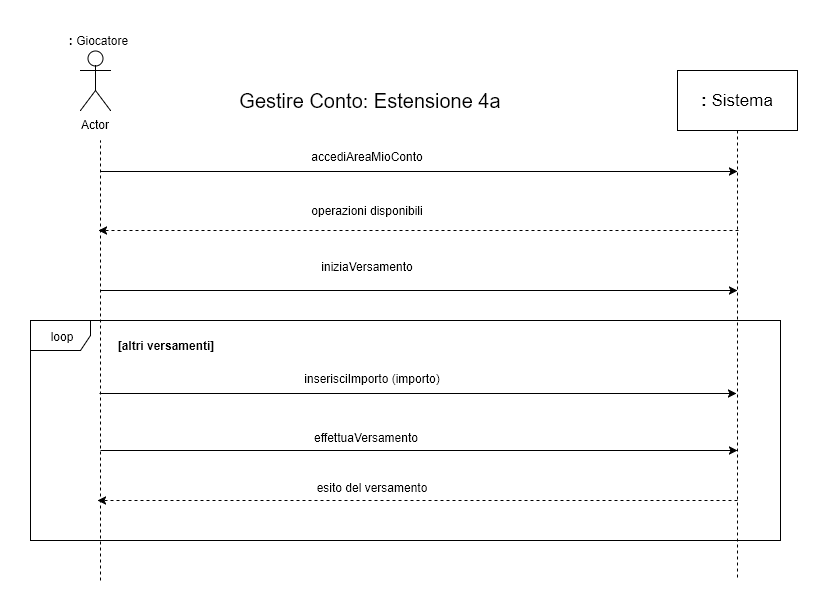 : Giocatore
Actor
Gestire Conto: Estensione 4a
: Sistema
accediAreaMioConto
operazioni disponibili
iniziaVersamento
loop
[altri versamenti]
inserisciImporto (importo)
effettuaVersamento
esito del versamento